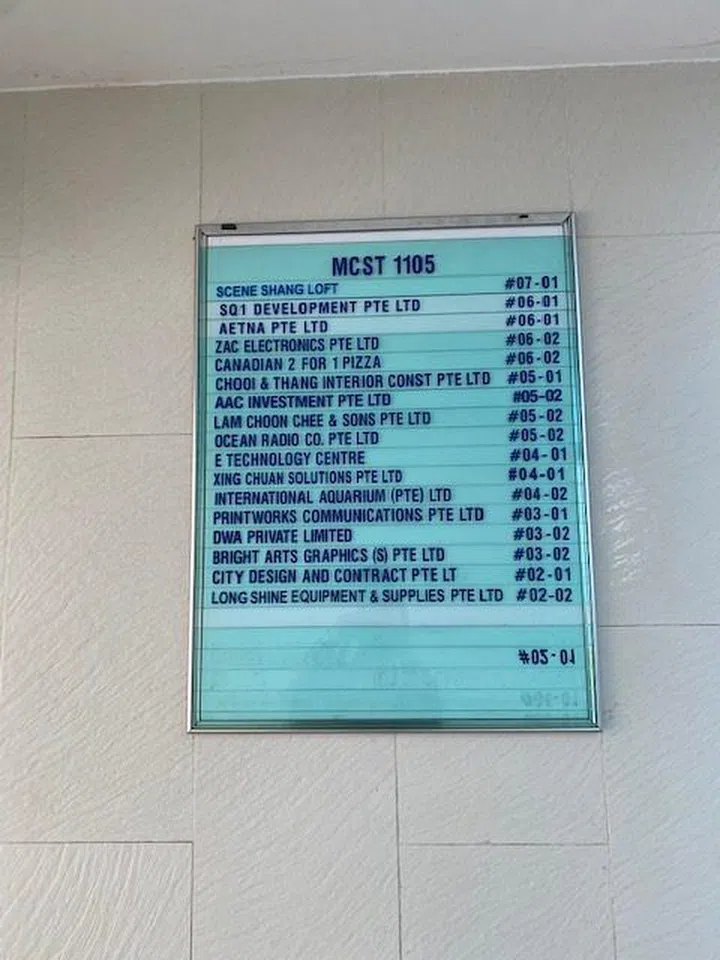 MCST 1105
SCENE SHANG LOFT #07-01
SQ1 DEVELOPMENT PTE LTD #06-01
AETNA PTE LTD #06-01
ZAC ELECTRONICS PTE LTD #06-02
CANADIAN 2 FOR 1 PIZZA #06-02
CHOOI & THANG INTERIOR CONST PTE LTD #05-01
AAC INVESTMENT PTE LTD #05-02
LAM CHOON CHEE & SONS PTE LTD #05-02
OCEAN RADIO CO. PTE LTD #05-02
E TECHNOLOGY CENTRE #04-01
XING CHUAN SOLUTIONS PTE LTD #04-01
INTERNATIONAL AQUARIUM (PTE) LTD #04-02
PRINTWORKS COMMUNICATIONS PTE LTD #03-01
DWA PRIVATE LIMITED #03-02
BRIGHT ARTS GRAPHICS (S) PTE LTD #03-02
CITY DESIGN AND CONTRACT PTE LT #02-01
LONG SHINE EQUIPMENT & SUPPLIES PTE LTD #02-02
#02-01